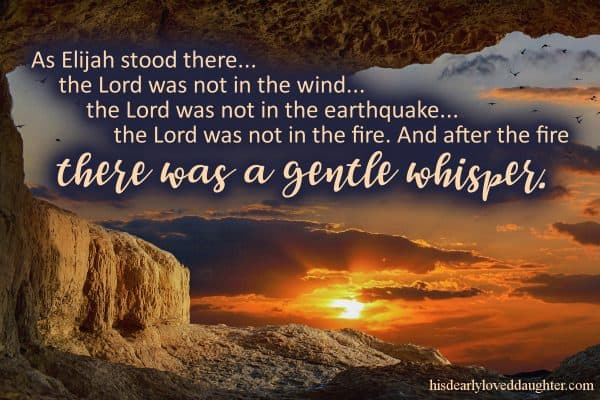 As Elijah stood there...
the Lord was not in the wind...
the Lord was not in the earthquake...
the Lord was not in the fire. And after the fire
there was a gentle whisper.
hisdearlyloveddaughter.com